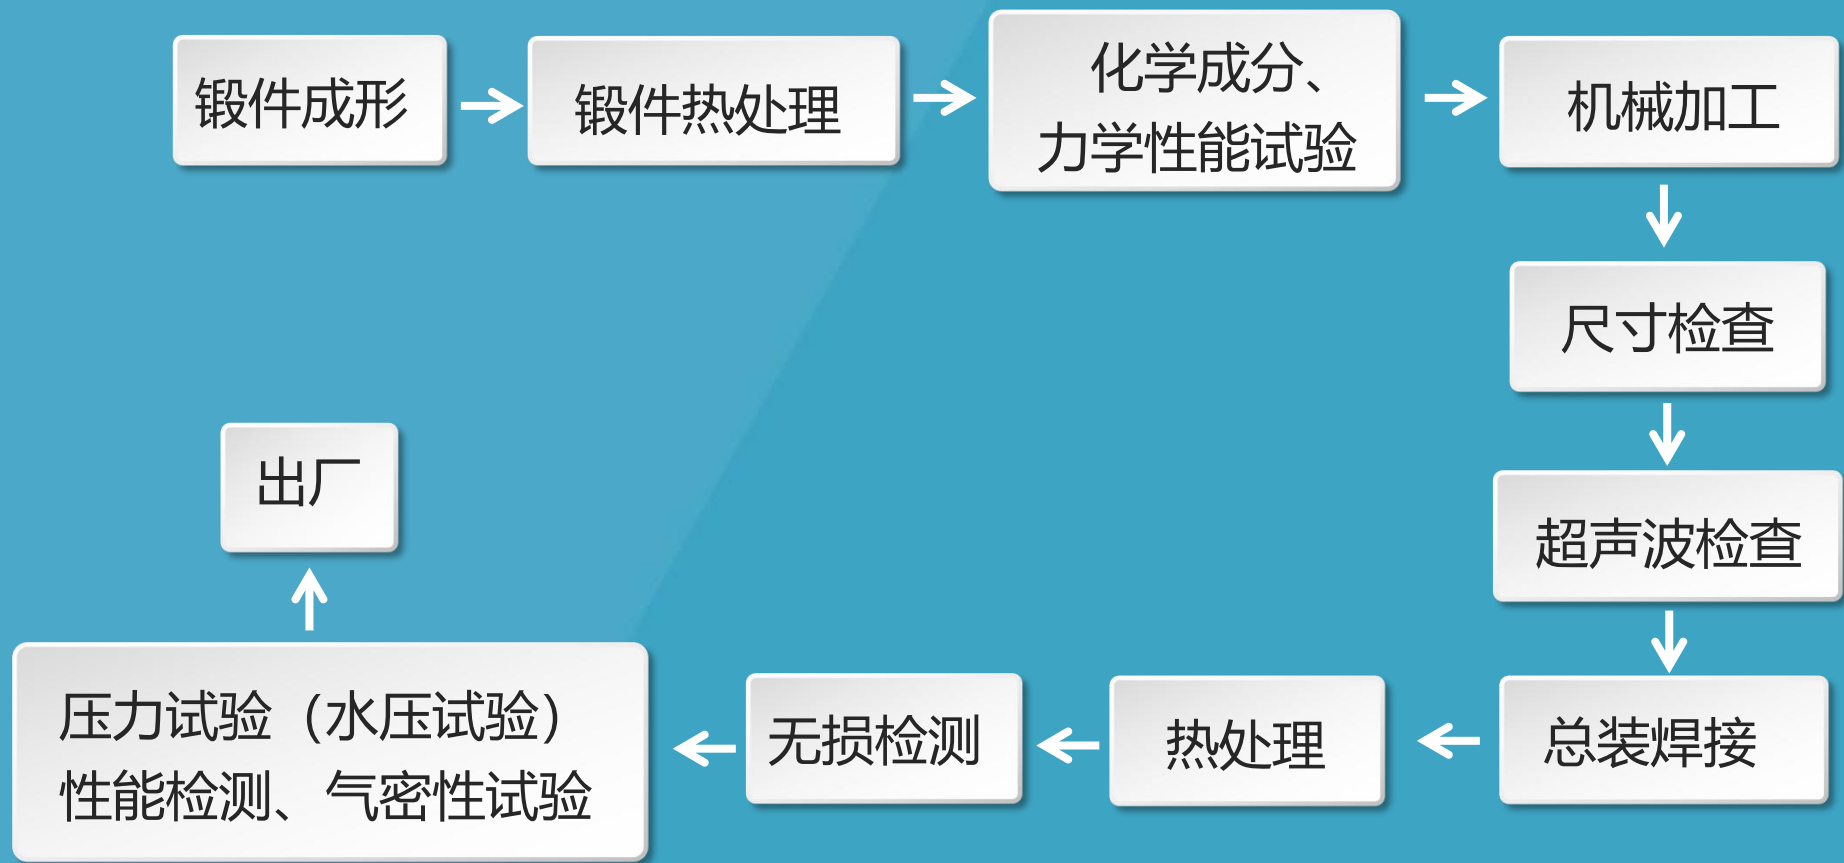 锻件成形
锻件热处理
化学成分、
力学性能试验
机械加工
尺寸检查
超声波检查
总装焊接
热处理
无损检测
压力试验（水压试验）
性能检测、气密性试验
出厂